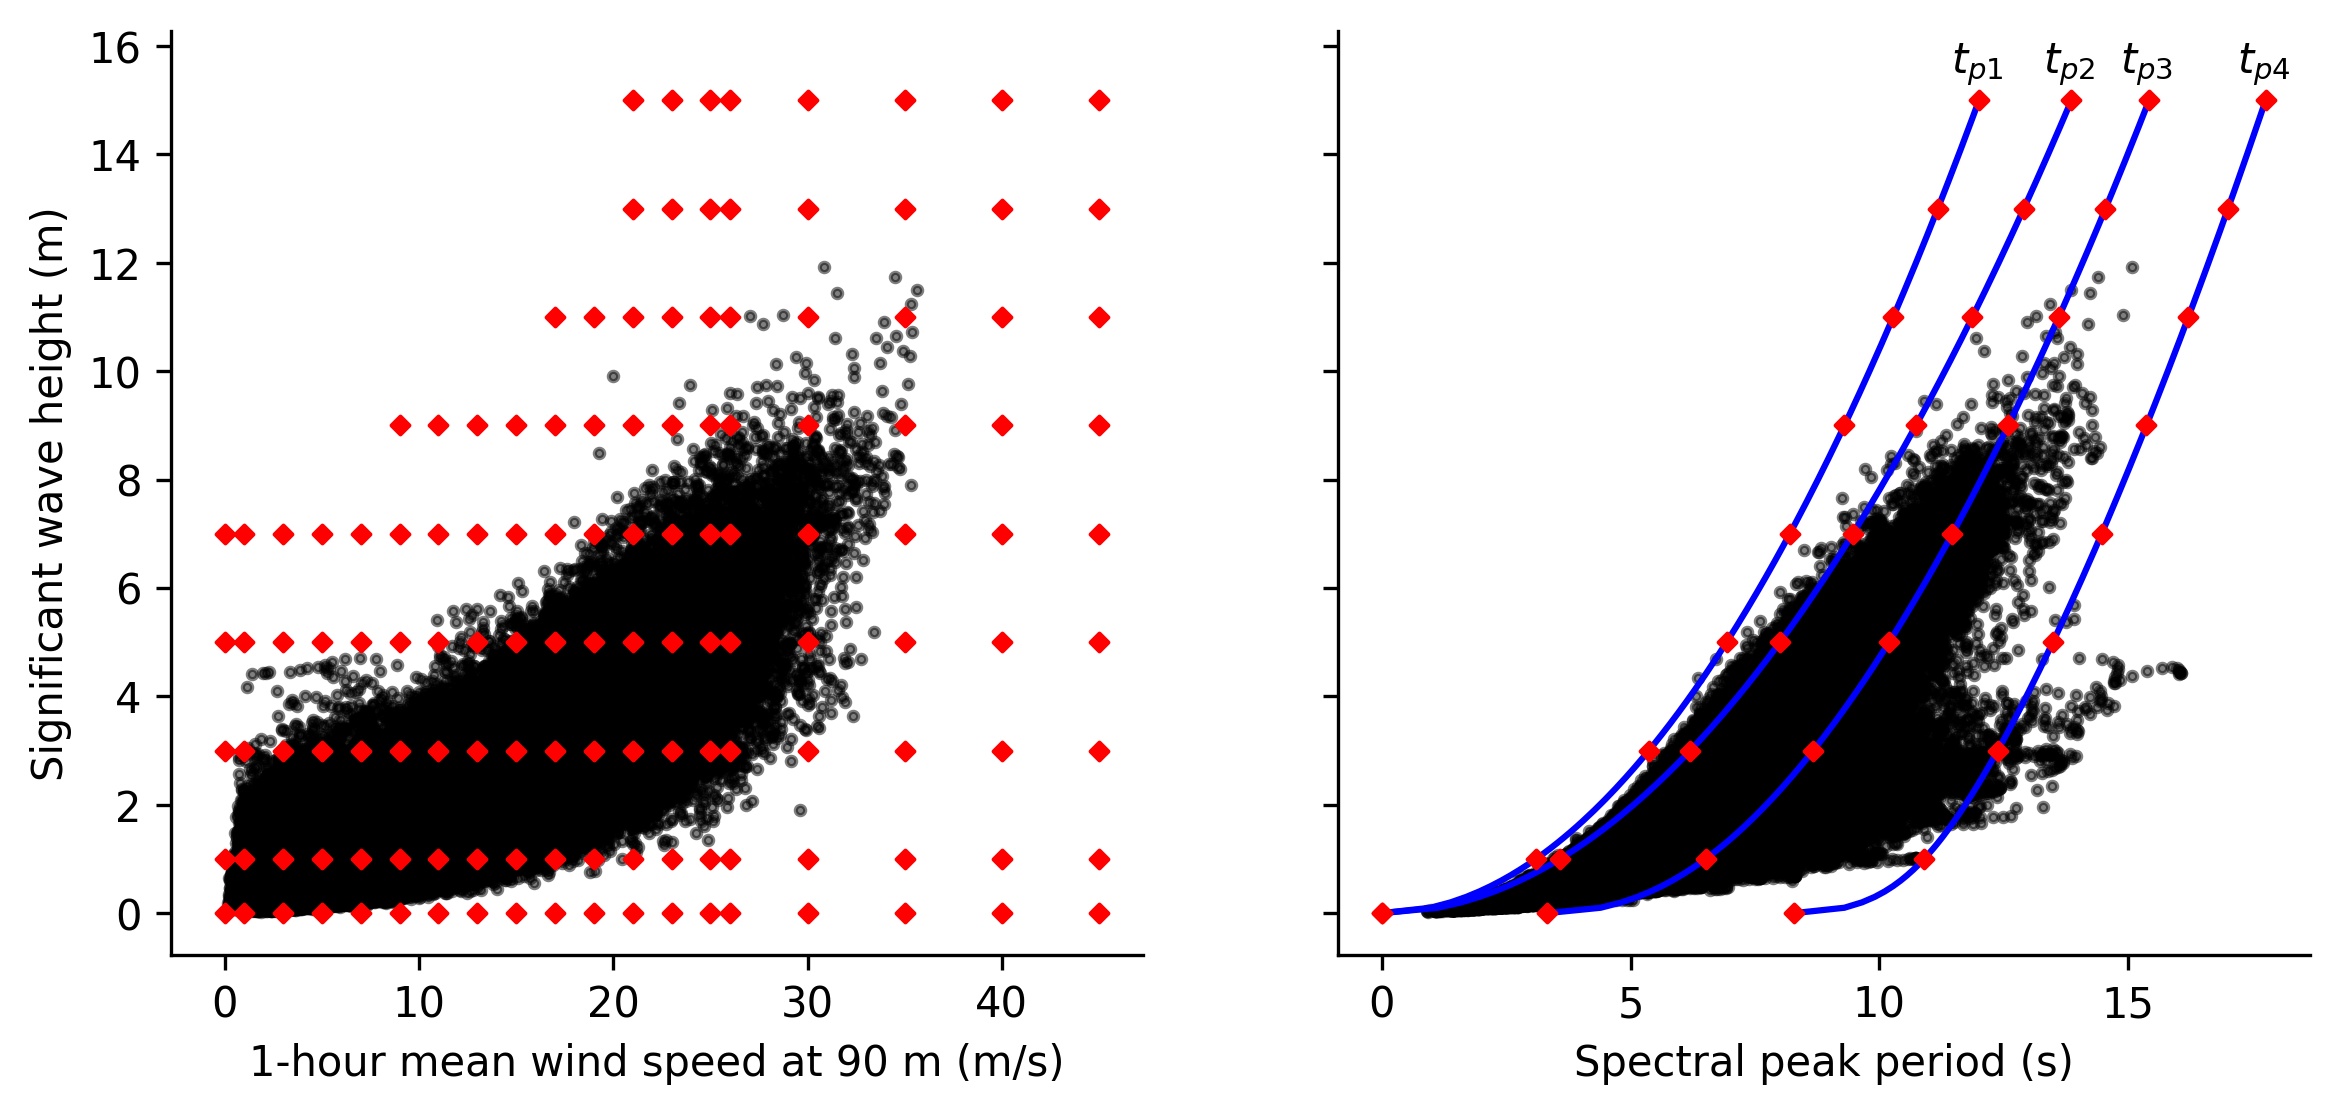 16
14
12
10
8
6
4
2
0
Significant wave height (m)
0 10 20 30 40
1-hour mean wind speed at 90 m (m/s)
tp1 tp2 tp3 tp4
0 5 10 15
Spectral peak period (s)